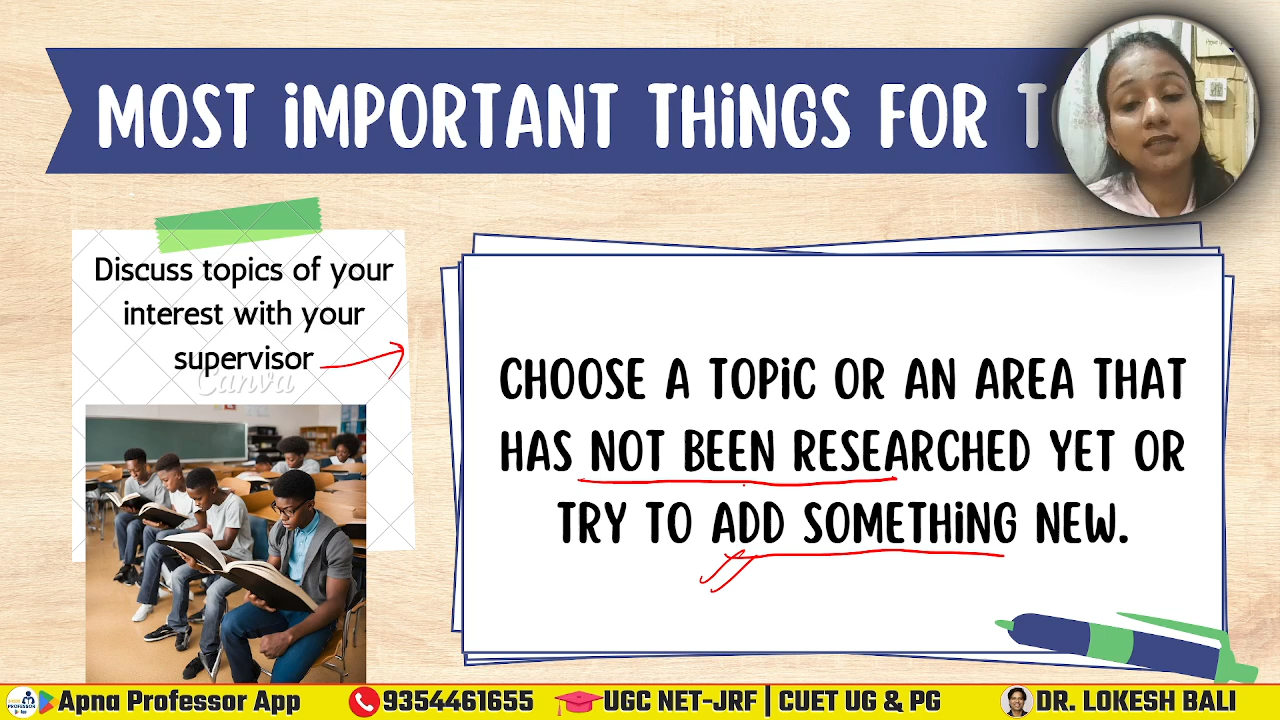 MOST iMPORTANT THiNGS FOR
Discuss topics of your
interest with your
supervisor
Canva
CHOOSE A TOPiC OR AN AREA THAT
HAS NOT BEEN RESEARCHED YET OR
TRY TO ADD SOMETHiNG NEW.
PROFESSOR
Apna Professor App
9354461655
UGC NET-JRF | CUET UG & PG
DR. LOKESH BALI